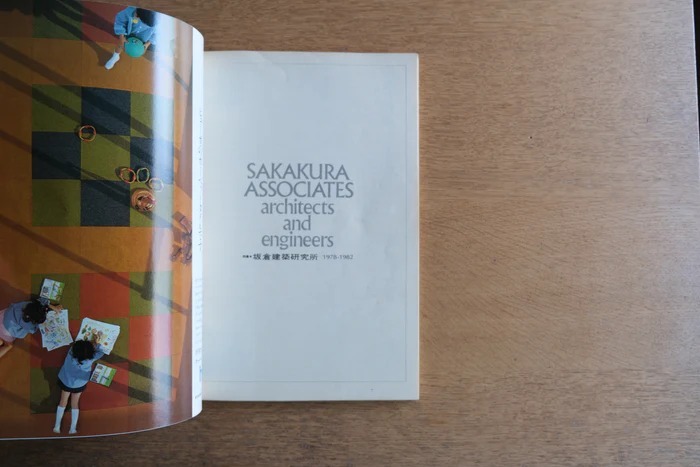 SAKAKURA
ASSOCIATES
architects
and
engineers
坂倉建築研究所 1978-1982